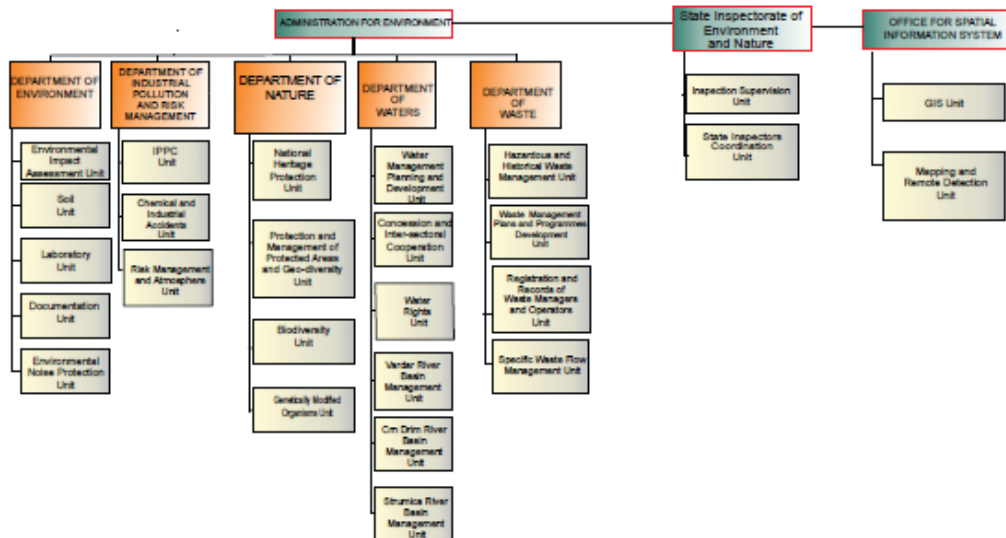 ADMINISTRATION FOR ENVIRONMENT
State Inspectorate of
Environment
and Nature
OFFICE FOR SPATIAL
INFORMATION SYSTEM
DEPARTMENT OF
ENVIRONMENT
Environmental
Impact
Assessment Unit
Soil
Unit
Laboratory
Unit
Documentation
Unit
Environmental
Noise Protection
Unit
DEPARTMENT OF
INDUSTRIAL
POLLUTION
AND RISK
MANAGEMENT
IPPC
Unit
Chemical and
Industrial
Accidents
Unit
Risk Management
and Atmosphere
Unit
DEPARTMENT OF
NATURE
National
Heritage
Protection
Unit
Protection and
Management of
Protected Areas
and Geo-diversity
Unit
Biodiversity
Unit
Genetically Modified
Organisms Unit
DEPARTMENT
OF
WATERS
Water
Management
Planning and
Development
Unit
Concession and
Inter-sectoral
Cooperation
Unit
Water
Rights
Unit
Vardar River
Basin
Management
Unit
Crn Drim River
Basin
Management
Unit
Strumica River
Basin
Management
Unit
DEPARTMENT
OF
WASTE
Hazardous and
Historical Waste
Management Unit
Waste Management
Plans and Programmes
Development
Unit
Registration and
Records of
Waste Managers
and Operators
Unit
Specific Waste Flow
Management Unit
Inspection Supervision
Unit
State Inspectors
Coordination
Unit
GIS Unit
Mapping and
Remote Detection
Unit